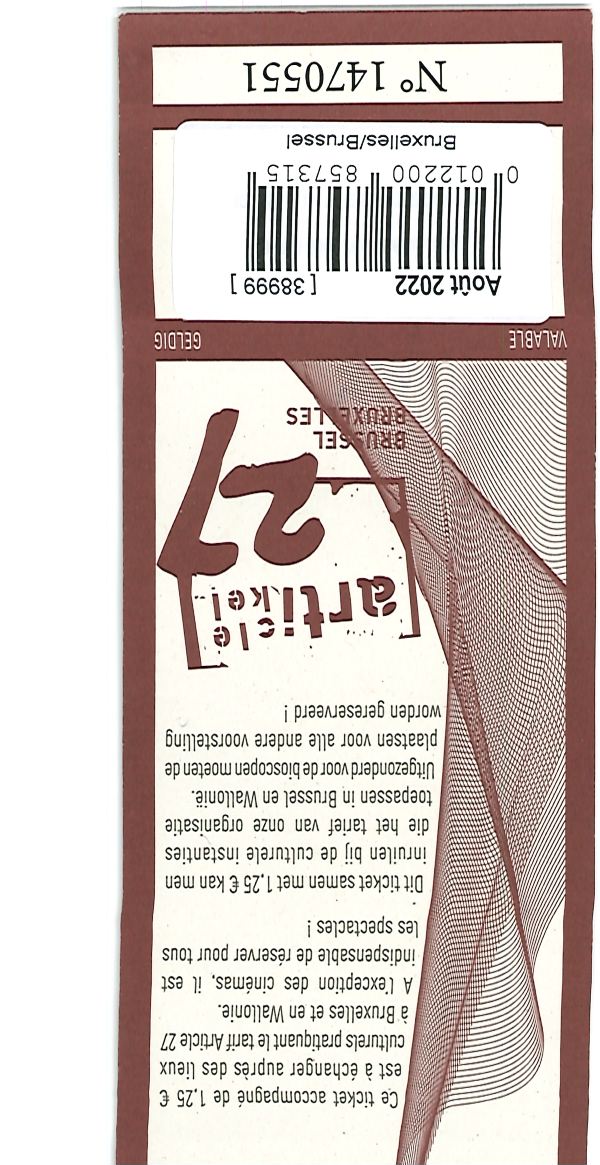 Ce ticket accompagné de 1,25 €
est à échanger auprès des lieux
culturels pratiquant le tarif Article 27
à Bruxelles et en Wallonie.
A l'exception des cinémas, il est
indispensable de réserver pour tous
les spectacles !
Dit ticket samen met 1,25 € kan men
inruilen bij de culturele instanties
die het tarief van onze organisatie
toepassen in Brussel en Wallonië.
Uitgezonderd voor de bioscopen moeten de
plaatsen voor alle andere voorstelling
worden gereserveerd !
[article
artikel]
27
BRUSSEL
BRUXELLES
VALABLE GELDIG
Août 2022 [ 38999 ]
0 012200 857315
Bruxelles/Brussel
N° 1470551